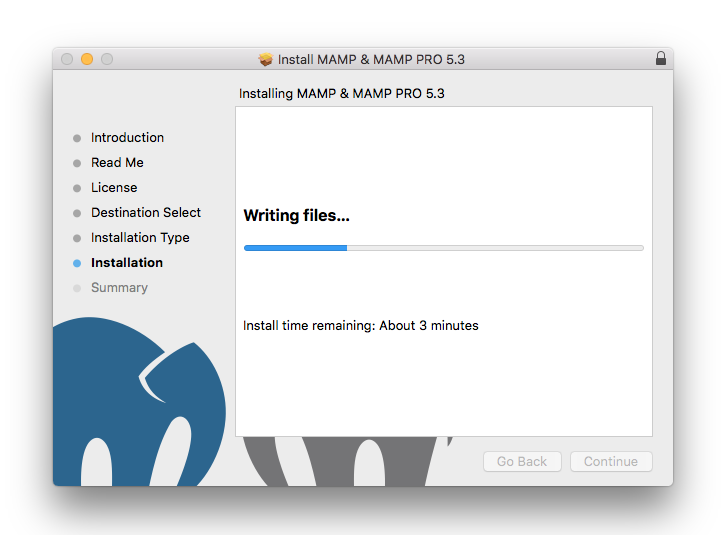 Install MAMP & MAMP PRO 5.3
Installing MAMP & MAMP PRO 5.3
Introduction
Read Me
License
Destination Select
Installation Type
Installation
Summary
Writing files...
Install time remaining: About 3 minutes
Go Back
Continue